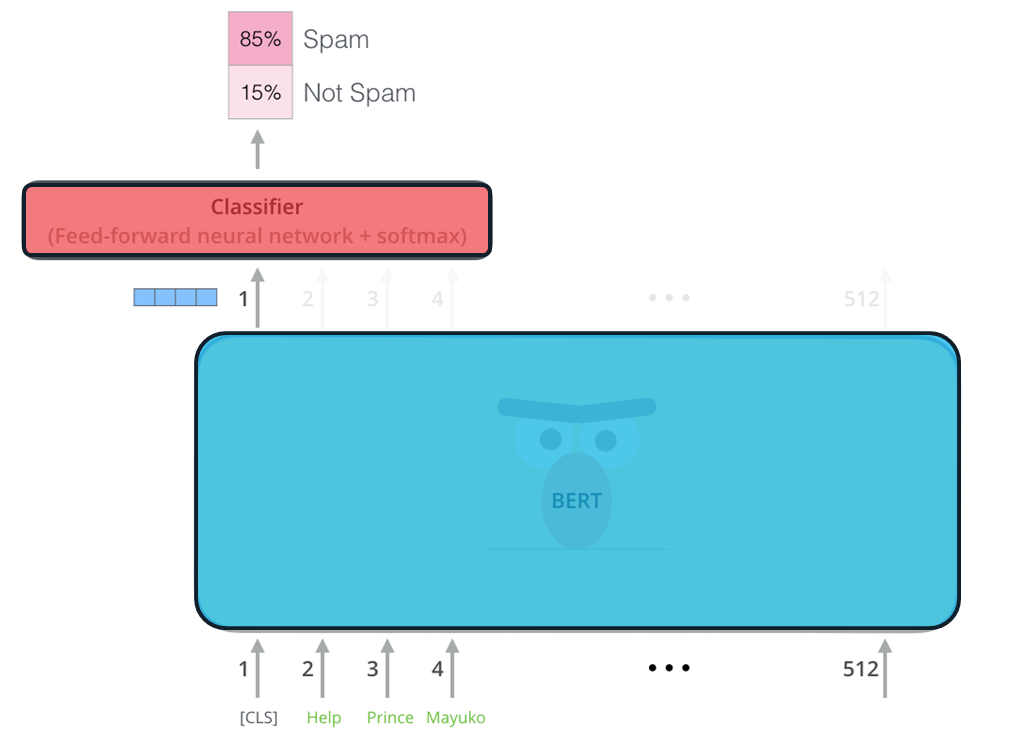 85% Spam
15% Not Spam
Classifier
(Feed-forward neural network + softmax)
1 2 3 4 ••• 512
BERT
1 2 3 4 ••• 512
[CLS] Help Prince Mayuko